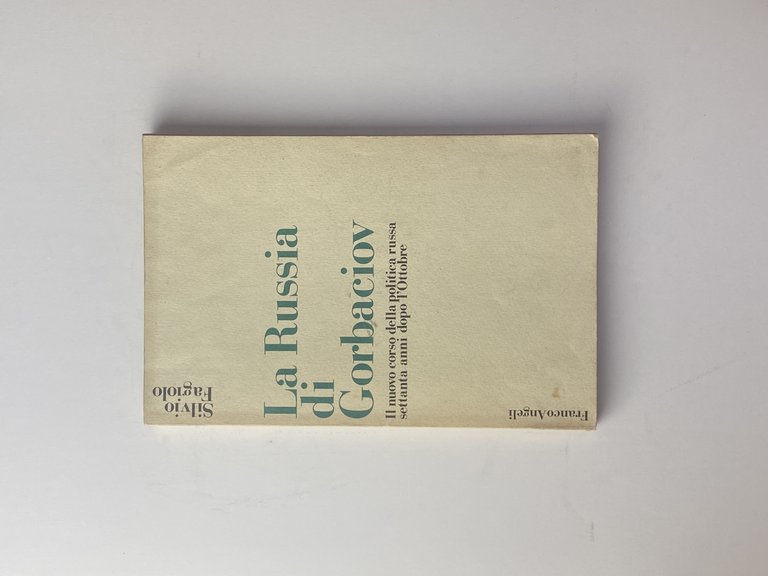 Silvio
Fagiolo
La Russia
di
Gorbaciov
Il nuovo corso della politica russa
settanta anni dopo l'Ottobre
FrancoAngeli